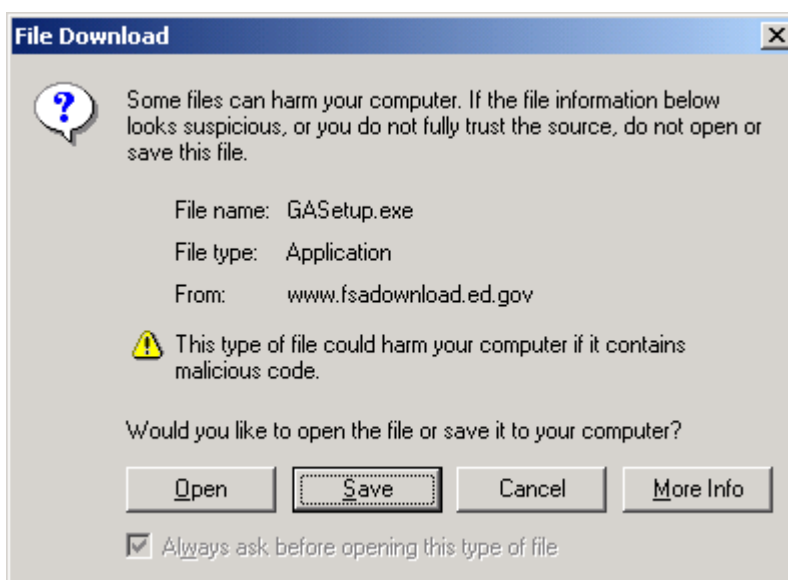 File Download
Some files can harm your computer. If the file information below
looks suspicious, or you do not fully trust the source, do not open or
save this file.
File name: GASetup.exe
File type: Application
From: www.fsadownload.ed.gov
This type of file could harm your computer if it contains
malicious code.
Would you like to open the file or save it to your computer?
Open Save Cancel More Info
Always ask before opening this type of file